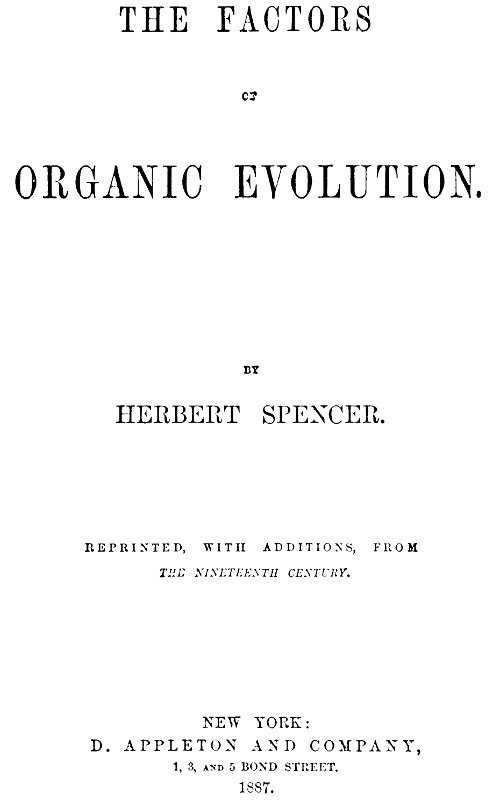 THE FACTORS
OF
ORGANIC EVOLUTION.
BY
HERBERT SPENCER.
REPRINTED, WITH ADDITIONS, FROM
THE NINETEENTH CENTURY.
NEW YORK:
D. APPLETON AND COMPANY,
1, 3, AND 5 BOND STREET.
1887.